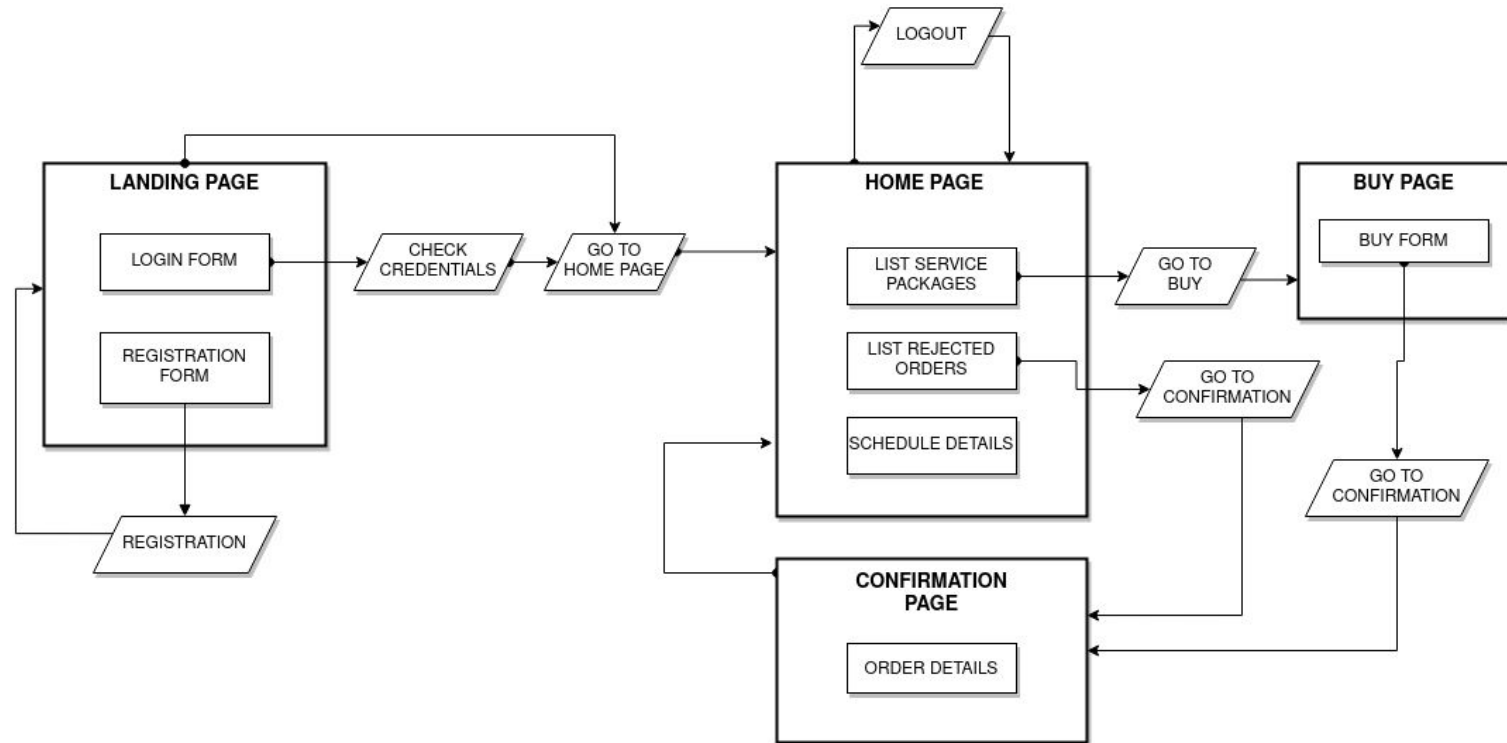 LOGOUT
LANDING PAGE
LOGIN FORM
REGISTRATION
FORM
REGISTRATION
CHECK
CREDENTIALS
GO TO
HOME PAGE
HOME PAGE
LIST SERVICE
PACKAGES
LIST REJECTED
ORDERS
SCHEDULE DETAILS
GO TO
BUY
BUY PAGE
BUY FORM
GO TO
CONFIRMATION
GO TO
CONFIRMATION
CONFIRMATION
PAGE
ORDER DETAILS